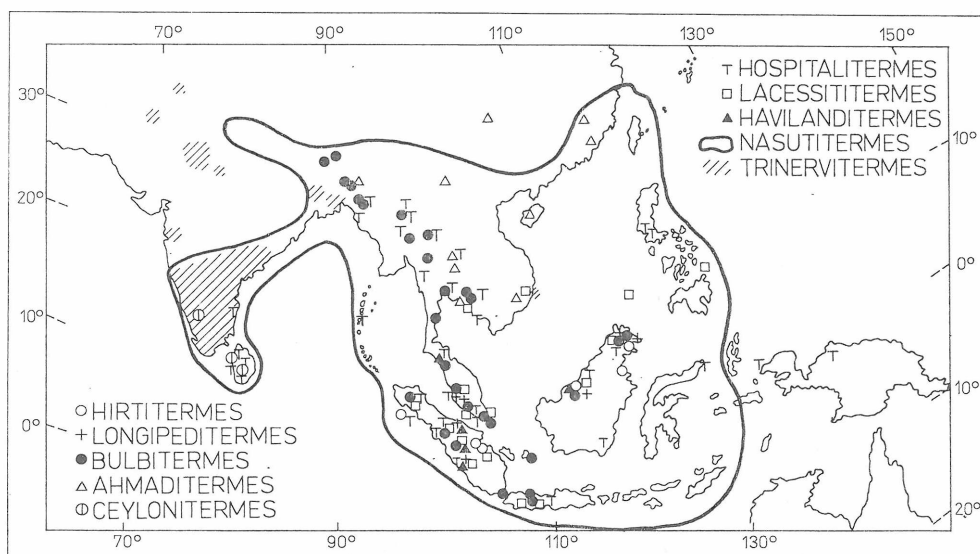 70° 90° 110° 130° 150°
30°
20°
10°
0°
10°
0°
10°
20°
T HOSPITALITERMES
□ LACESSITITERMES
▲ HAVILANDITERMES
NASUTITERMES
TRINERVITERMES
○ HIRTITERMES
+ LONGIPEDITERMES
● BULBITERMES
△ AHMADITERMES
⦶ CEYLONITERMES
70° 90° 110° 130°